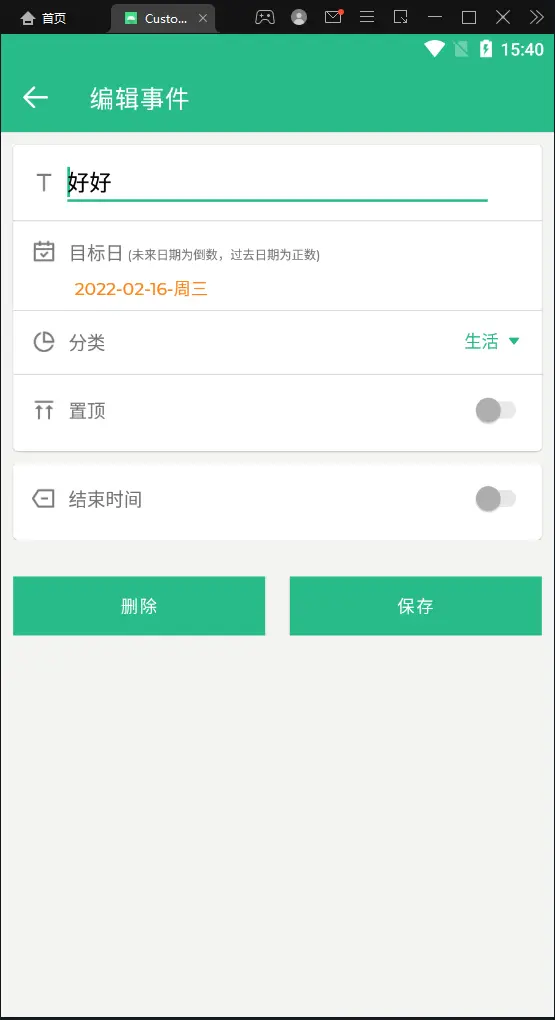 首页
Custo...
15:40
编辑事件
好好
目标日 (未来日期为倒数，过去日期为正数)
2022-02-16-周三
分类
生活
置顶
结束时间
删除
保存